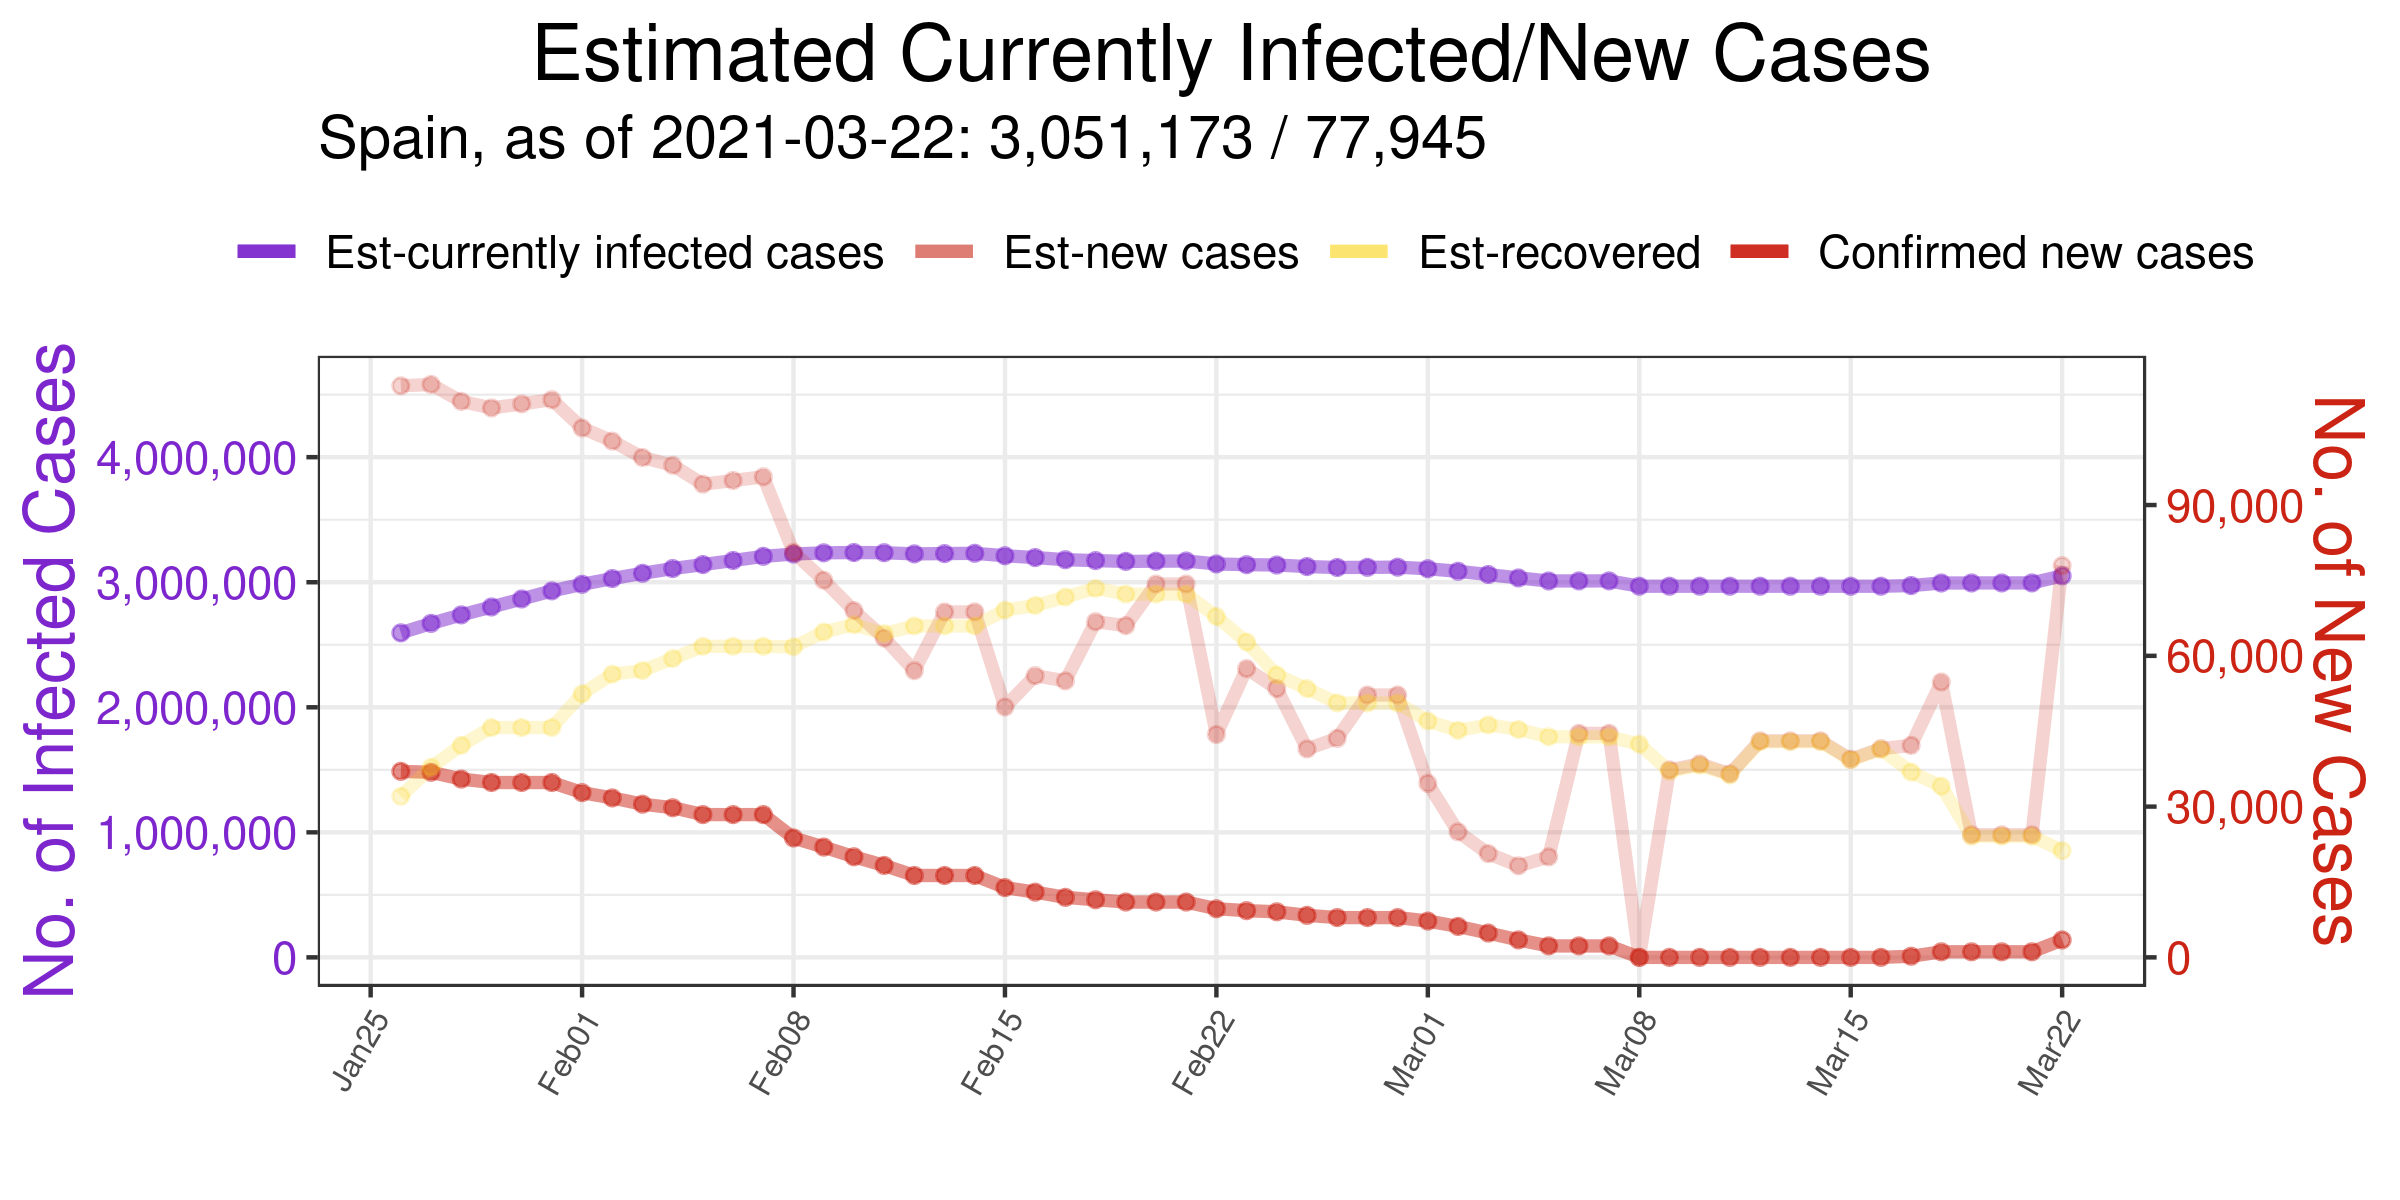 Estimated Currently Infected/New Cases
Spain, as of 2021-03-22: 3,051,173 / 77,945
Est-currently infected cases Est-new cases Est-recovered Confirmed new cases
No. of Infected Cases
4,000,000
3,000,000
2,000,000
1,000,000
0
90,000
60,000
30,000
0
No. of New Cases
Jan25 Feb01 Feb08 Feb15 Feb22 Mar01 Mar08 Mar15 Mar22